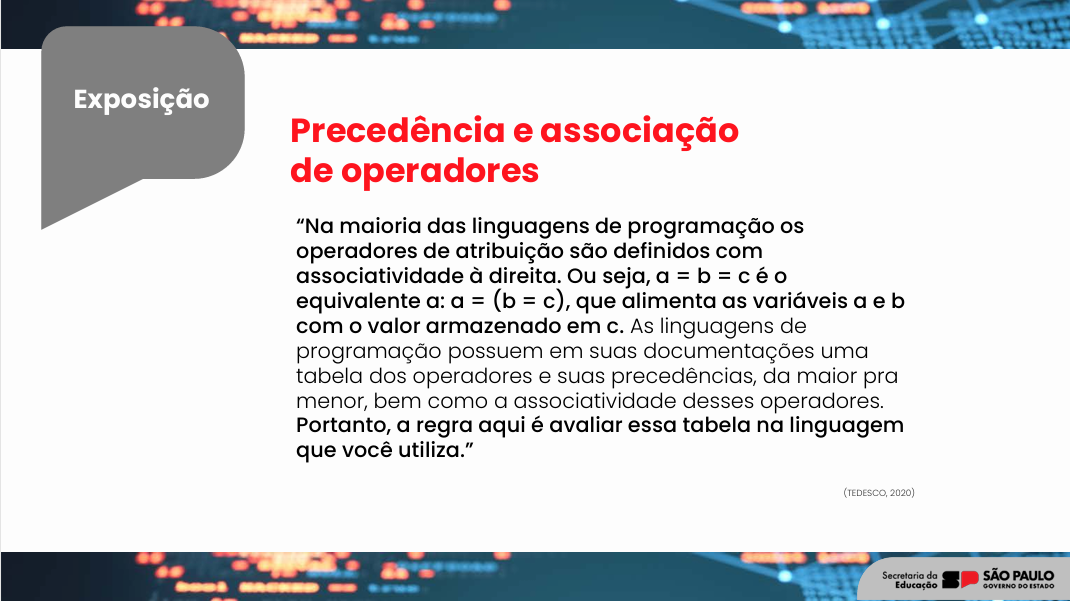 Exposição
Precedência e associação
de operadores
“Na maioria das linguagens de programação os
operadores de atribuição são definidos com
associatividade à direita. Ou seja, a = b = c é o
equivalente a: a = (b = c), que alimenta as variáveis a e b
com o valor armazenado em c. As linguagens de
programação possuem em suas documentações uma
tabela dos operadores e suas precedências, da maior pra
menor, bem como a associatividade desses operadores.
Portanto, a regra aqui é avaliar essa tabela na linguagem
que você utiliza.”
(TEDESCO, 2020)
Secretaria da
Educação
SÃO PAULO
GOVERNO DO ESTADO